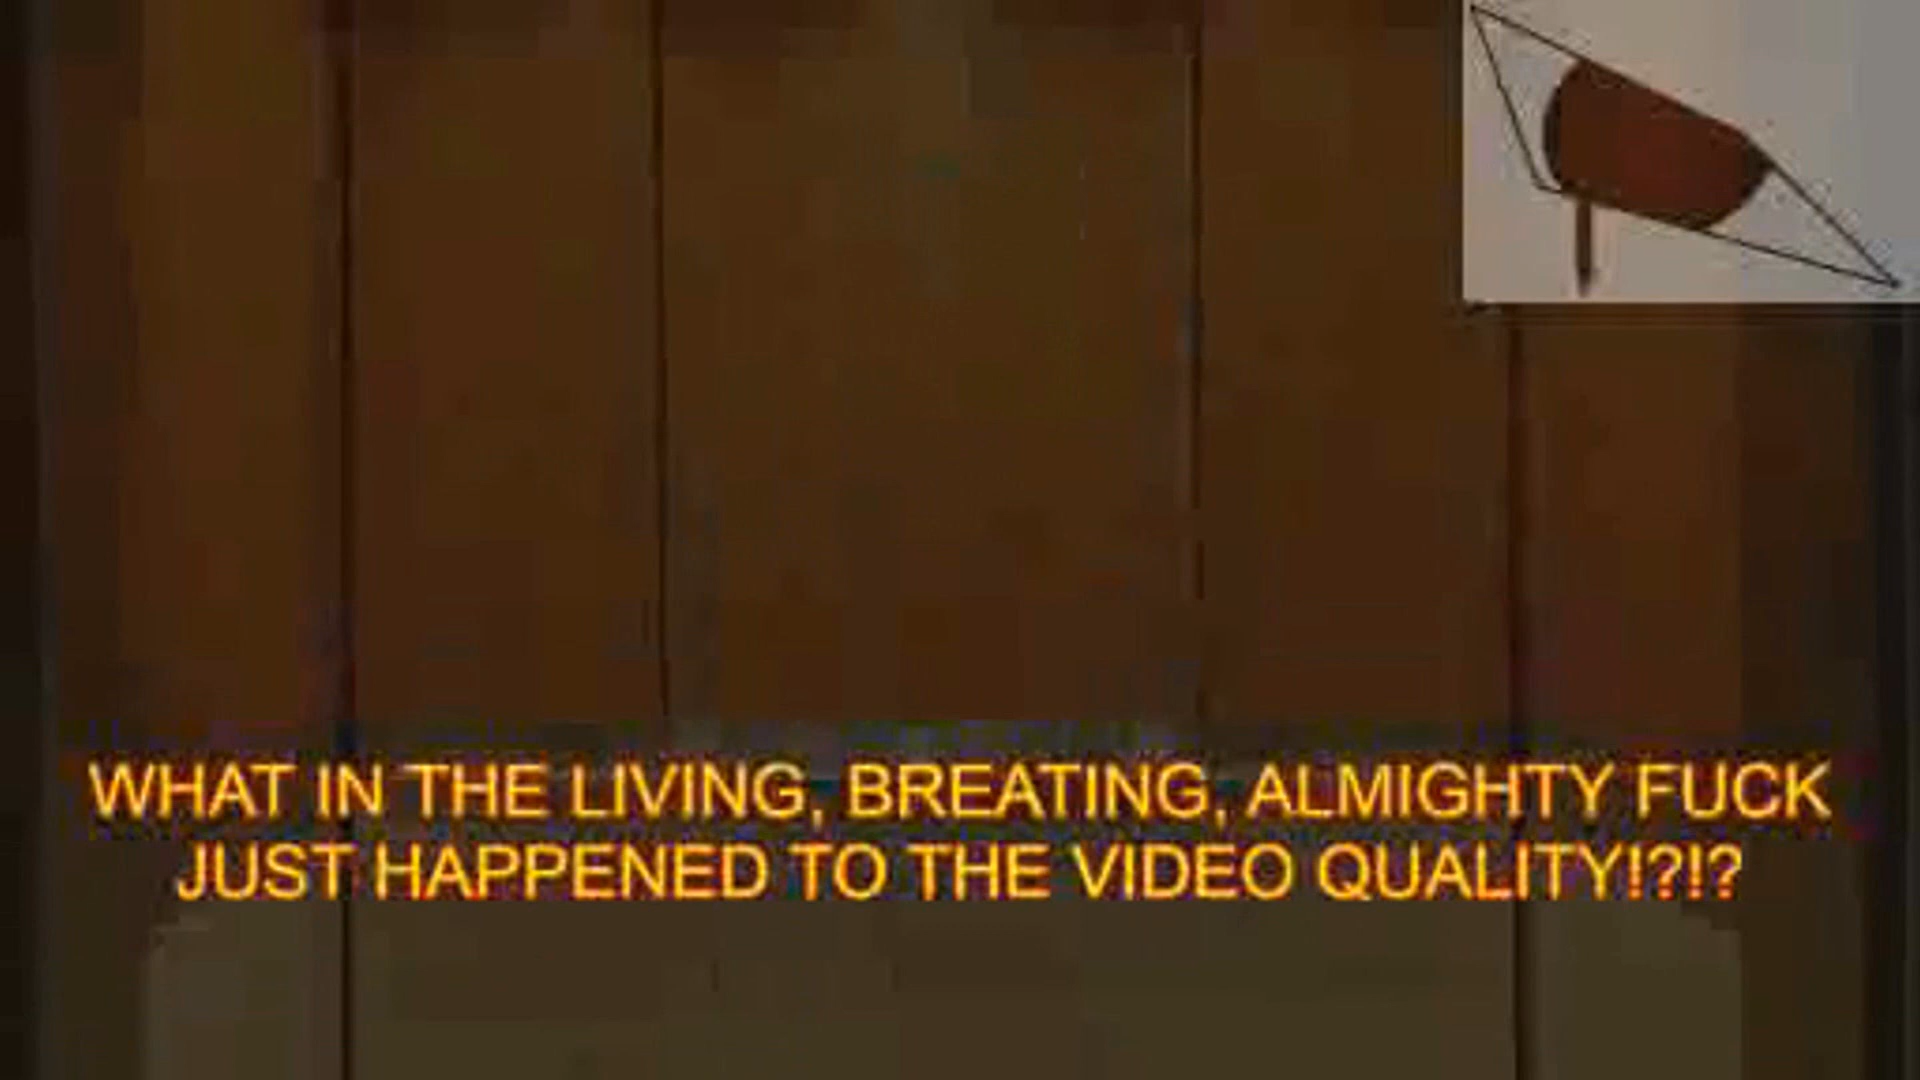 WHAT IN THE LIVING, BREATING, ALMIGHTY FUCK
JUST HAPPENED TO THE VIDEO QUALITY!?!?